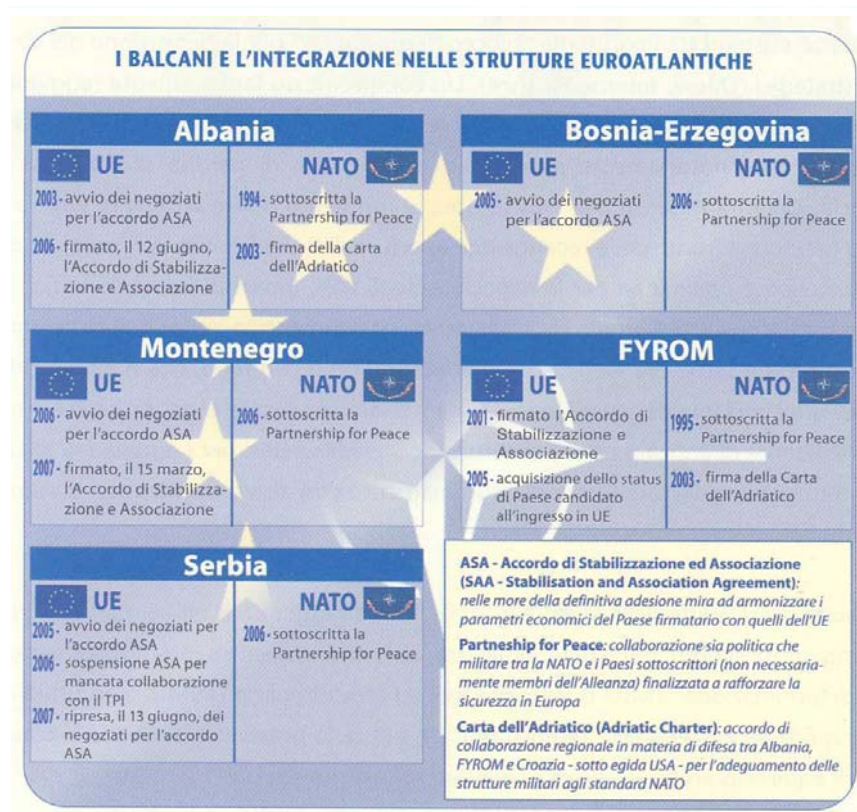 I BALCANI E L'INTEGRAZIONE NELLE STRUTTURE EUROATLANTICHE
Albania
UE
2003 - avvio dei negoziati
per l'accordo ASA
2006 - firmato, il 12 giugno,
l'Accordo di Stabilizza-
zione e Associazione
NATO
1994 - sottoscritta la
Partnership for Peace
2003 - firma della Carta
dell'Adriatico
Bosnia-Erzegovina
UE
2005 - avvio dei negoziati
per l'accordo ASA
NATO
2006 - sottoscritta la
Partnership for Peace
Montenegro
UE
2006 - avvio dei negoziati
per l'accordo ASA
2007 - firmato, il 15 marzo,
l'Accordo di Stabilizza-
zione e Associazione
NATO
2006 - sottoscritta la
Partnership for Peace
FYROM
UE
2001 - firmato l'Accordo di
Stabilizzazione e
Associazione
2005 - acquisizione dello status
di Paese candidato
all'ingresso in UE
NATO
1995 - sottoscritta la
Partnership for Peace
2003 - firma della Carta
dell'Adriatico
Serbia
UE
2005 - avvio dei negoziati per
l'accordo ASA
2006 - sospensione ASA per
mancata collaborazione
con il TPI
2007 - ripresa, il 13 giugno, dei
negoziati per l'accordo
ASA
NATO
2006 - sottoscritta la
Partnership for Peace
ASA - Accordo di Stabilizzazione ed Associazione
(SAA - Stabilisation and Association Agreement):
nelle more della definitiva adesione mira ad armonizzare i
parametri economici del Paese firmatario con quelli dell'UE
Partneship for Peace: collaborazione sia politica che
militare tra la NATO e i Paesi sottoscrittori (non necessaria-
mente membri dell'Alleanza) finalizzata a rafforzare la
sicurezza in Europa
Carta dell'Adriatico (Adriatic Charter): accordo di
collaborazione regionale in materia di difesa tra Albania,
FYROM e Croazia - sotto egida USA - per l'adeguamento delle
strutture militari agli standard NATO